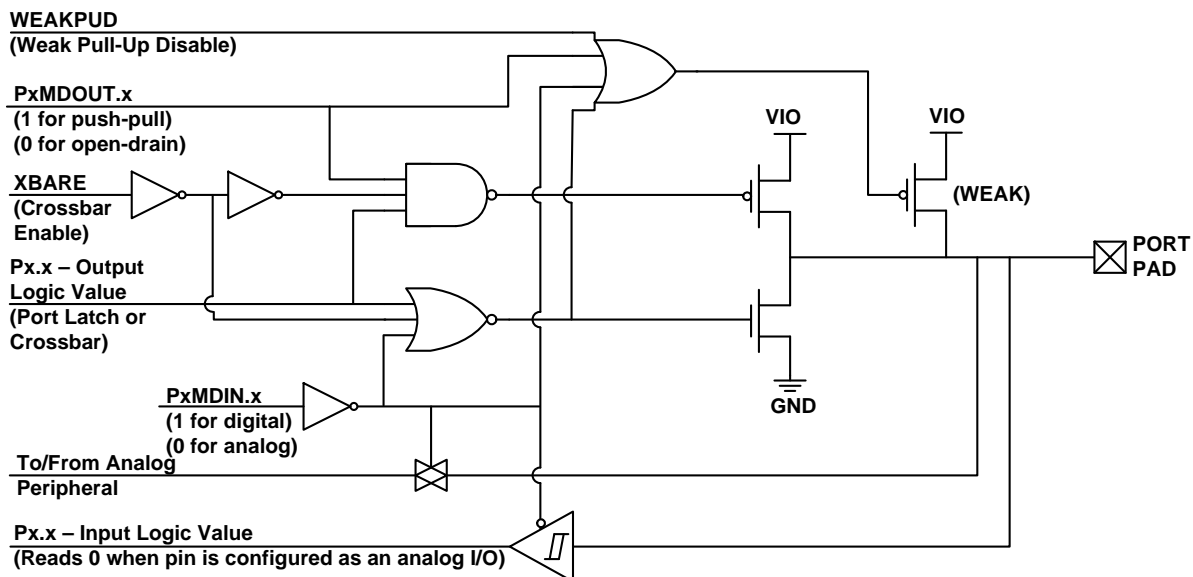 WEAKPUD
(Weak Pull-Up Disable)
PxMDOUT.x
(1 for push-pull)
(0 for open-drain)
XBARE
(Crossbar
Enable)
Px.x – Output
Logic Value
(Port Latch or
Crossbar)
PxMDIN.x
(1 for digital)
(0 for analog)
To/From Analog
Peripheral
Px.x – Input Logic Value
(Reads 0 when pin is configured as an analog I/O)
VIO
VIO
(WEAK)
PORT
PAD
GND